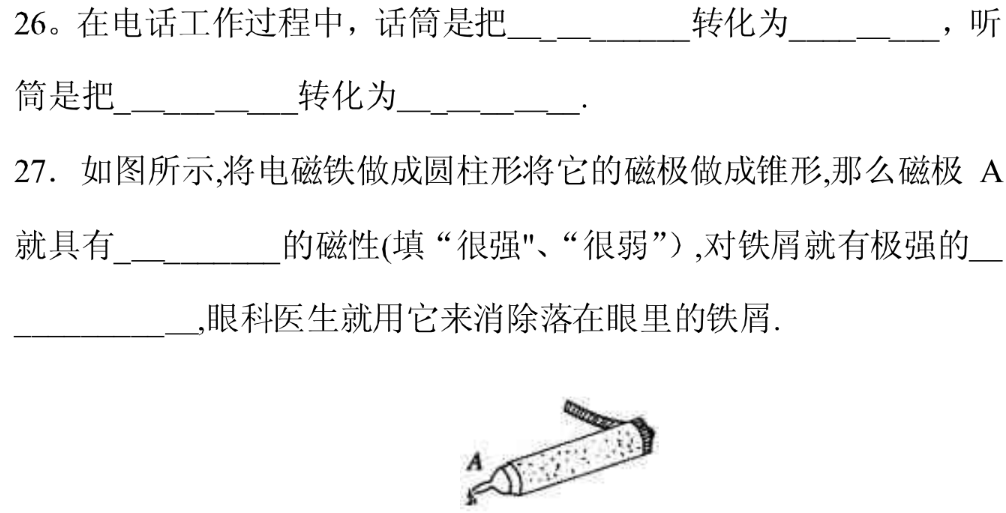 26。在电话工作过程中，话筒是把__________转化为_________，听
筒是把___________转化为___________.
27．如图所示,将电磁铁做成圆柱形将它的磁极做成锥形,那么磁极 A
就具有__________的磁性(填“很强"、“很弱”）,对铁屑就有极强的__
___________,眼科医生就用它来消除落在眼里的铁屑.
A